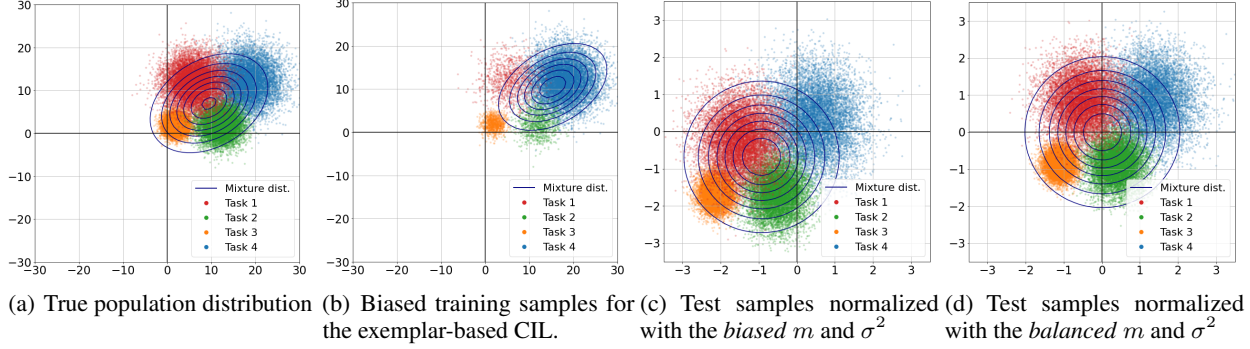 30
20
10
0
−10
−20
−30
−30
−20
−10
0
10
20
30
Mixture dist.
Task 1
Task 2
Task 3
Task 4
30
20
10
0
−10
−20
−30
−30
−20
−10
0
10
20
30
Mixture dist.
Task 1
Task 2
Task 3
Task 4
3
2
1
0
−1
−2
−3
−3
−2
−1
0
1
2
3
Mixture dist.
Task 1
Task 2
Task 3
Task 4
3
2
1
0
−1
−2
−3
−3
−2
−1
0
1
2
3
Mixture dist.
Task 1
Task 2
Task 3
Task 4
(a) True population distribution
(b) Biased training samples for
the exemplar-based CIL.
(c) Test samples normalized
with the biased m and σ²
(d) Test samples normalized
with the balanced m and σ²